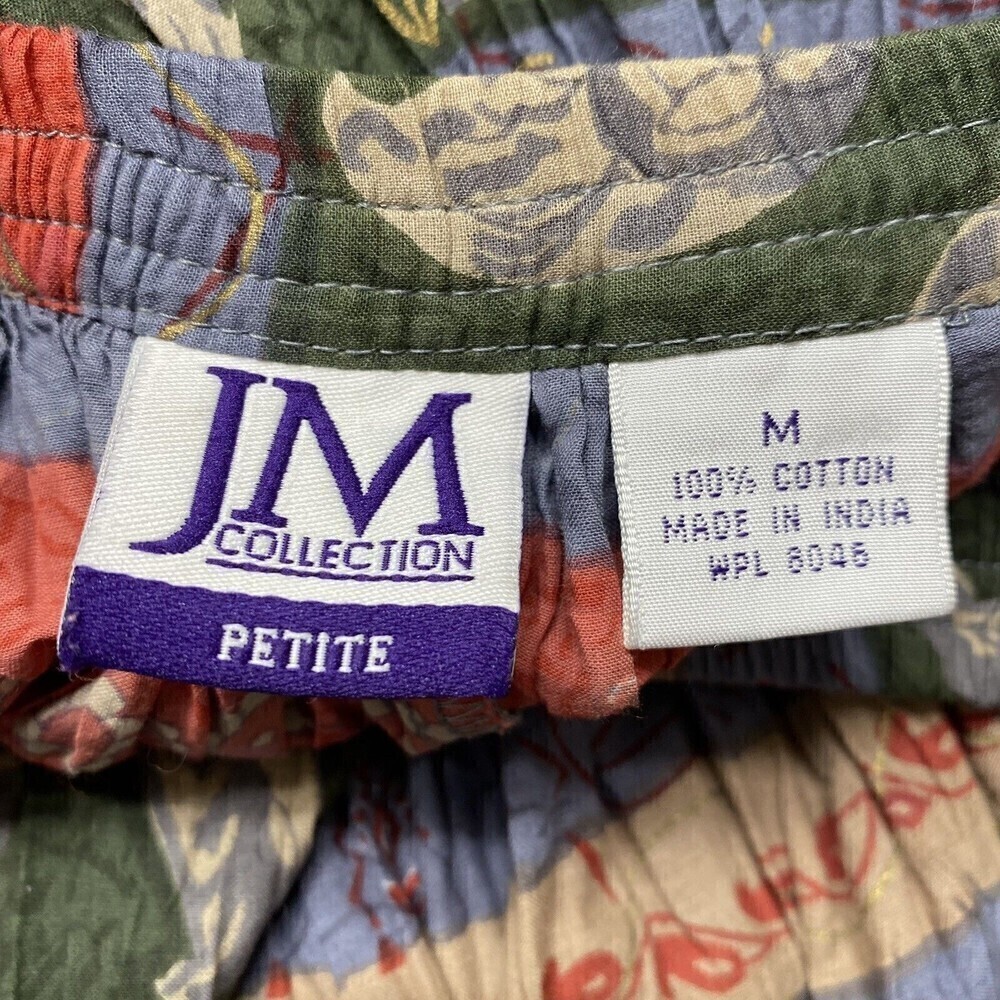 JM
COLLECTION
PETITE
M
100% COTTON
MADE IN INDIA
WPL 8046